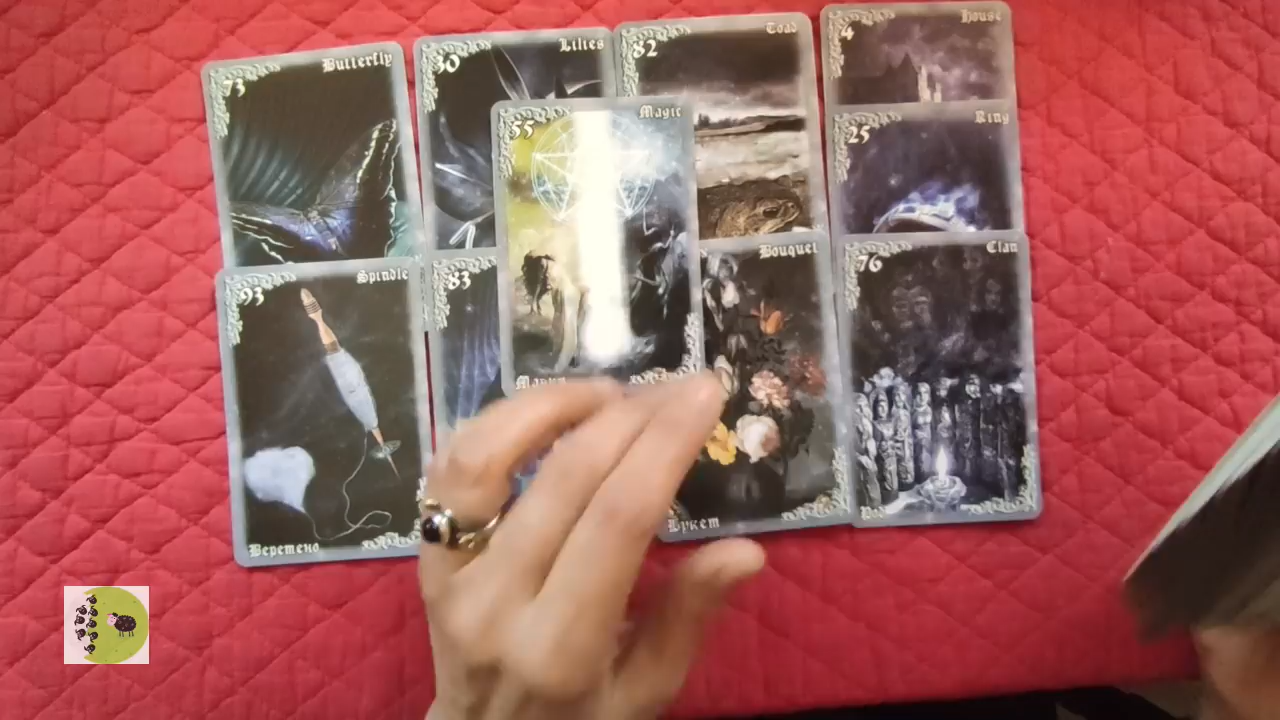 73 Butterfly
30 Lilies
82 Toad
4 House
55 Magic
25 Ring
93 Spindle
83
Bouquet
76 Clan
Веретено
Букет
Род